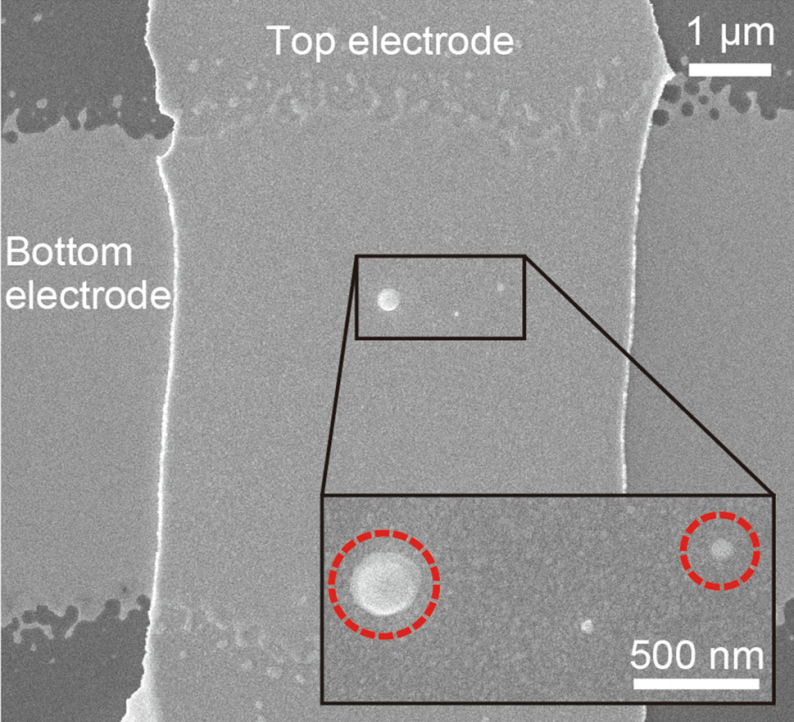 Top electrode
1 μm
Bottom
electrode
500 nm